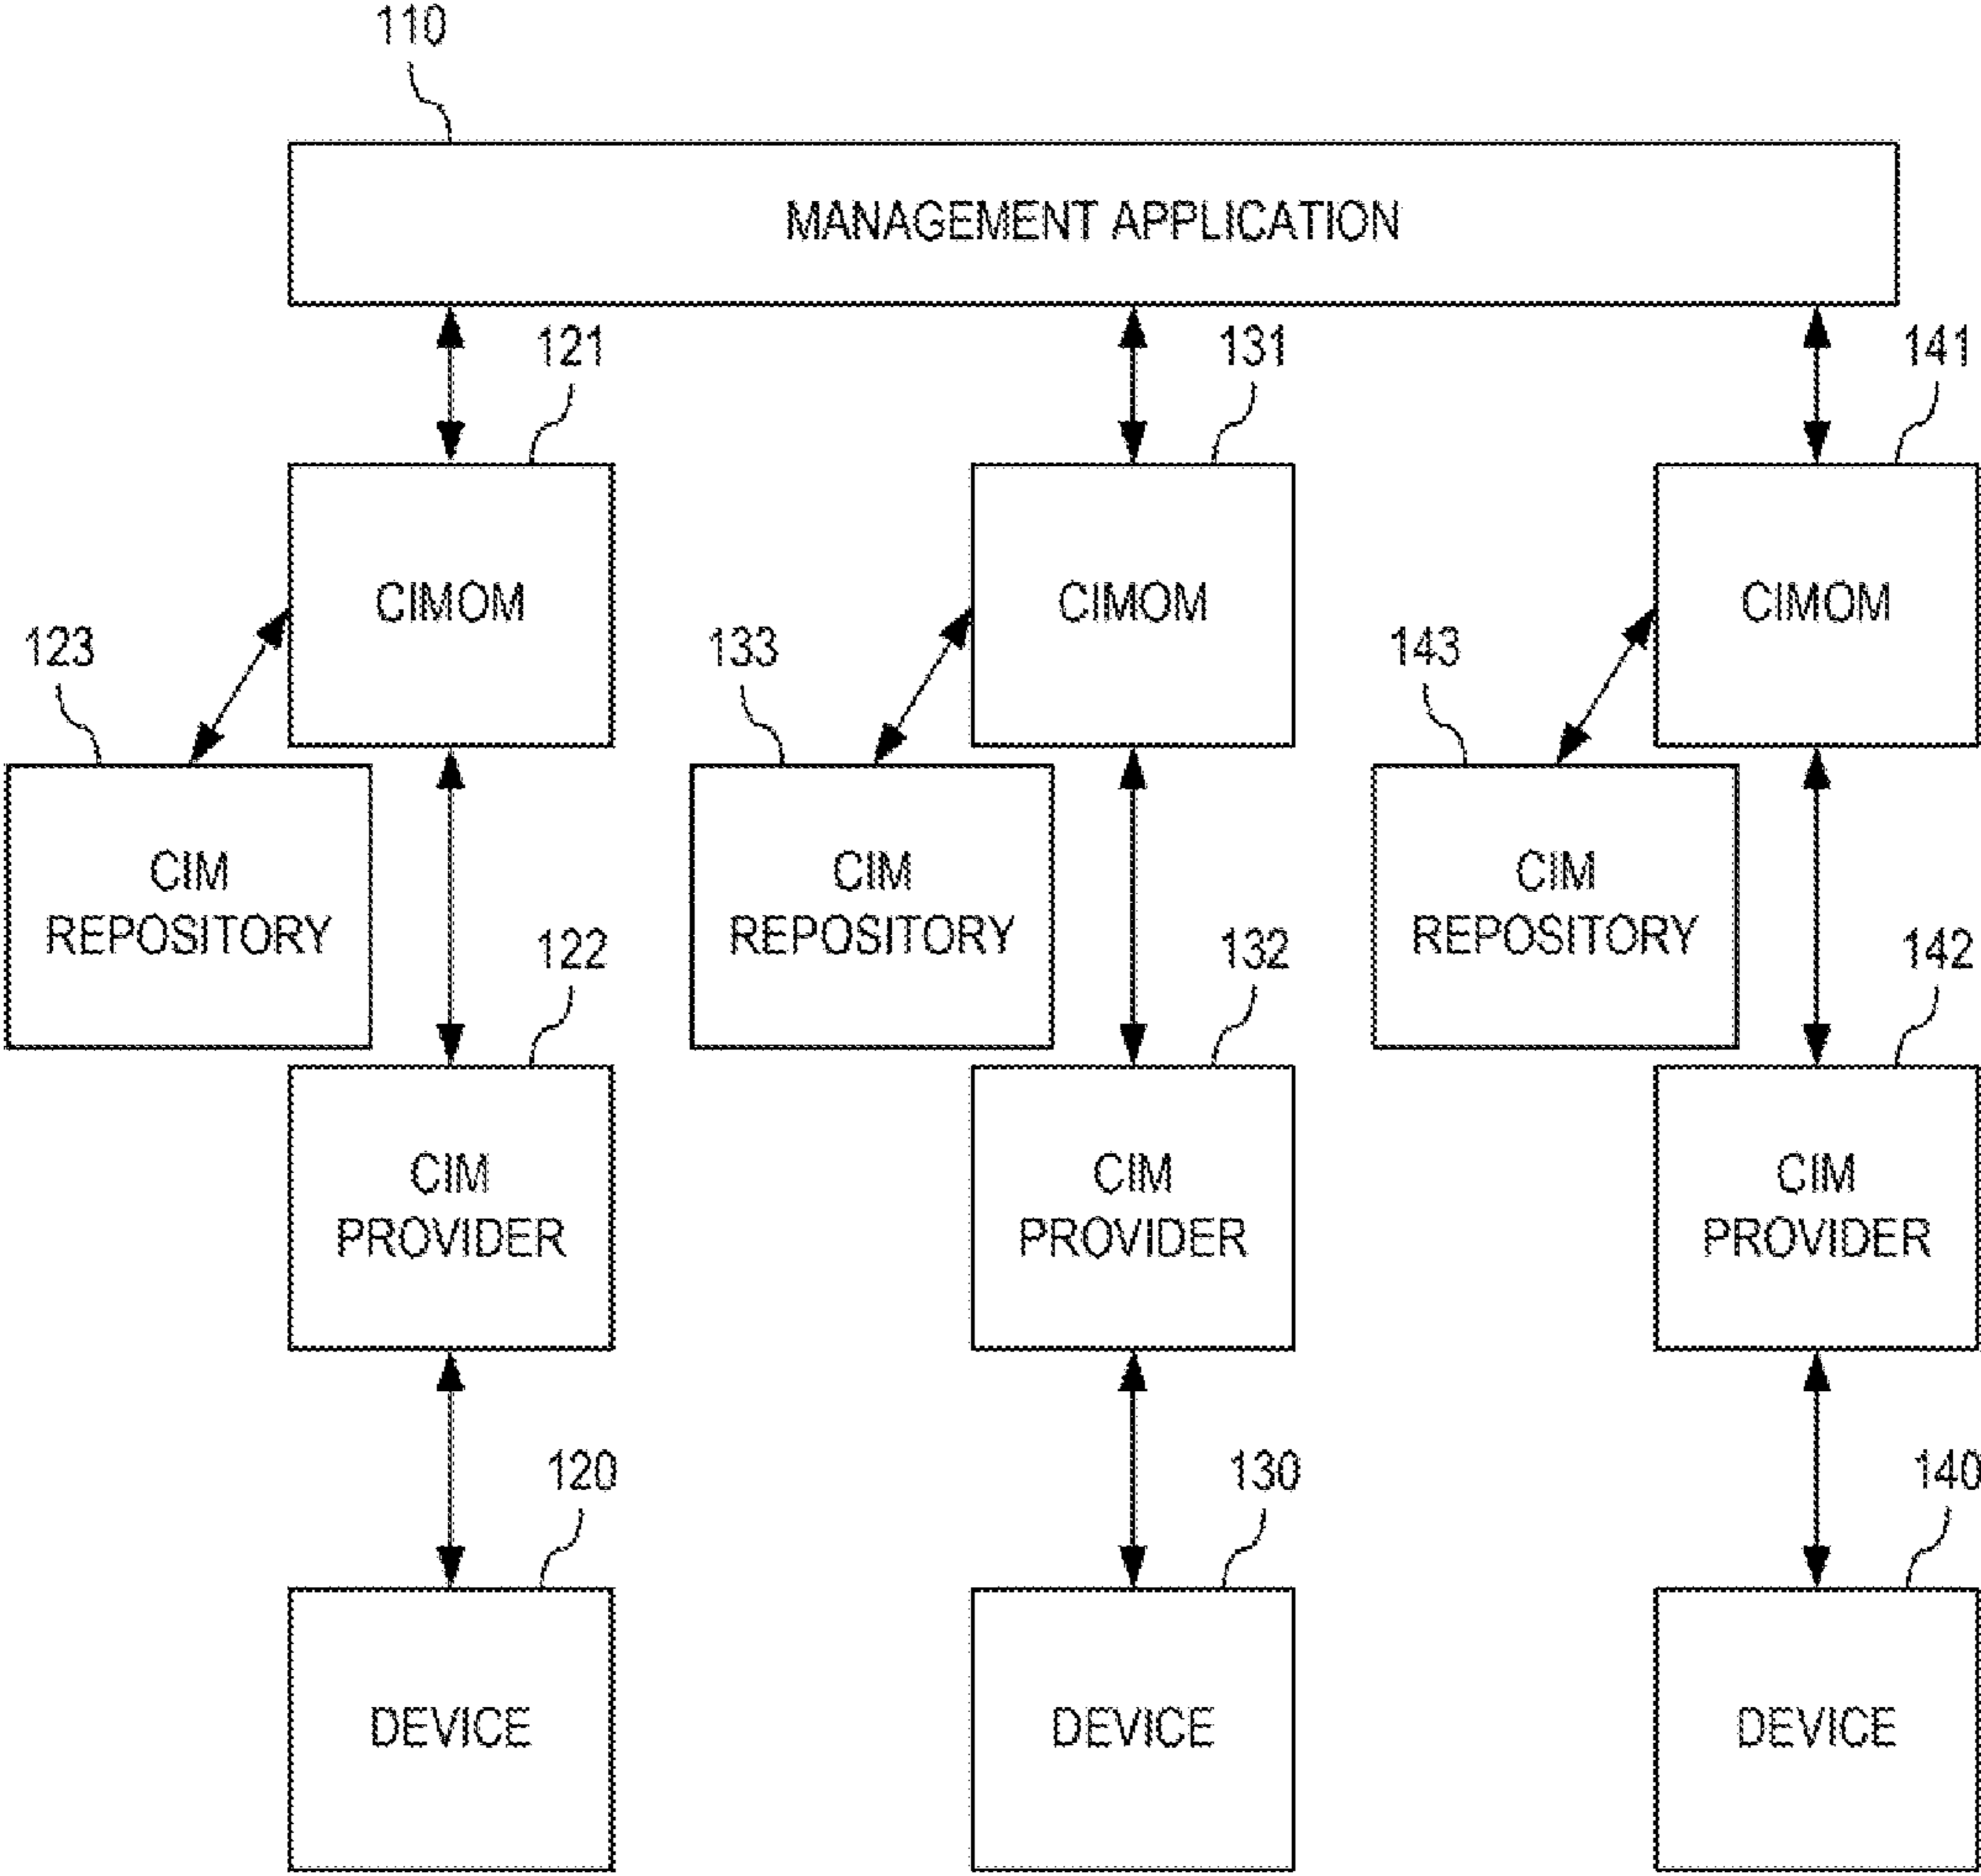 110
MANAGEMENT APPLICATION
121
131
141
CIMOM
CIMOM
CIMOM
123
133
143
CIM
REPOSITORY
CIM
REPOSITORY
CIM
REPOSITORY
122
132
142
CIM
PROVIDER
CIM
PROVIDER
CIM
PROVIDER
120
130
140
DEVICE
DEVICE
DEVICE